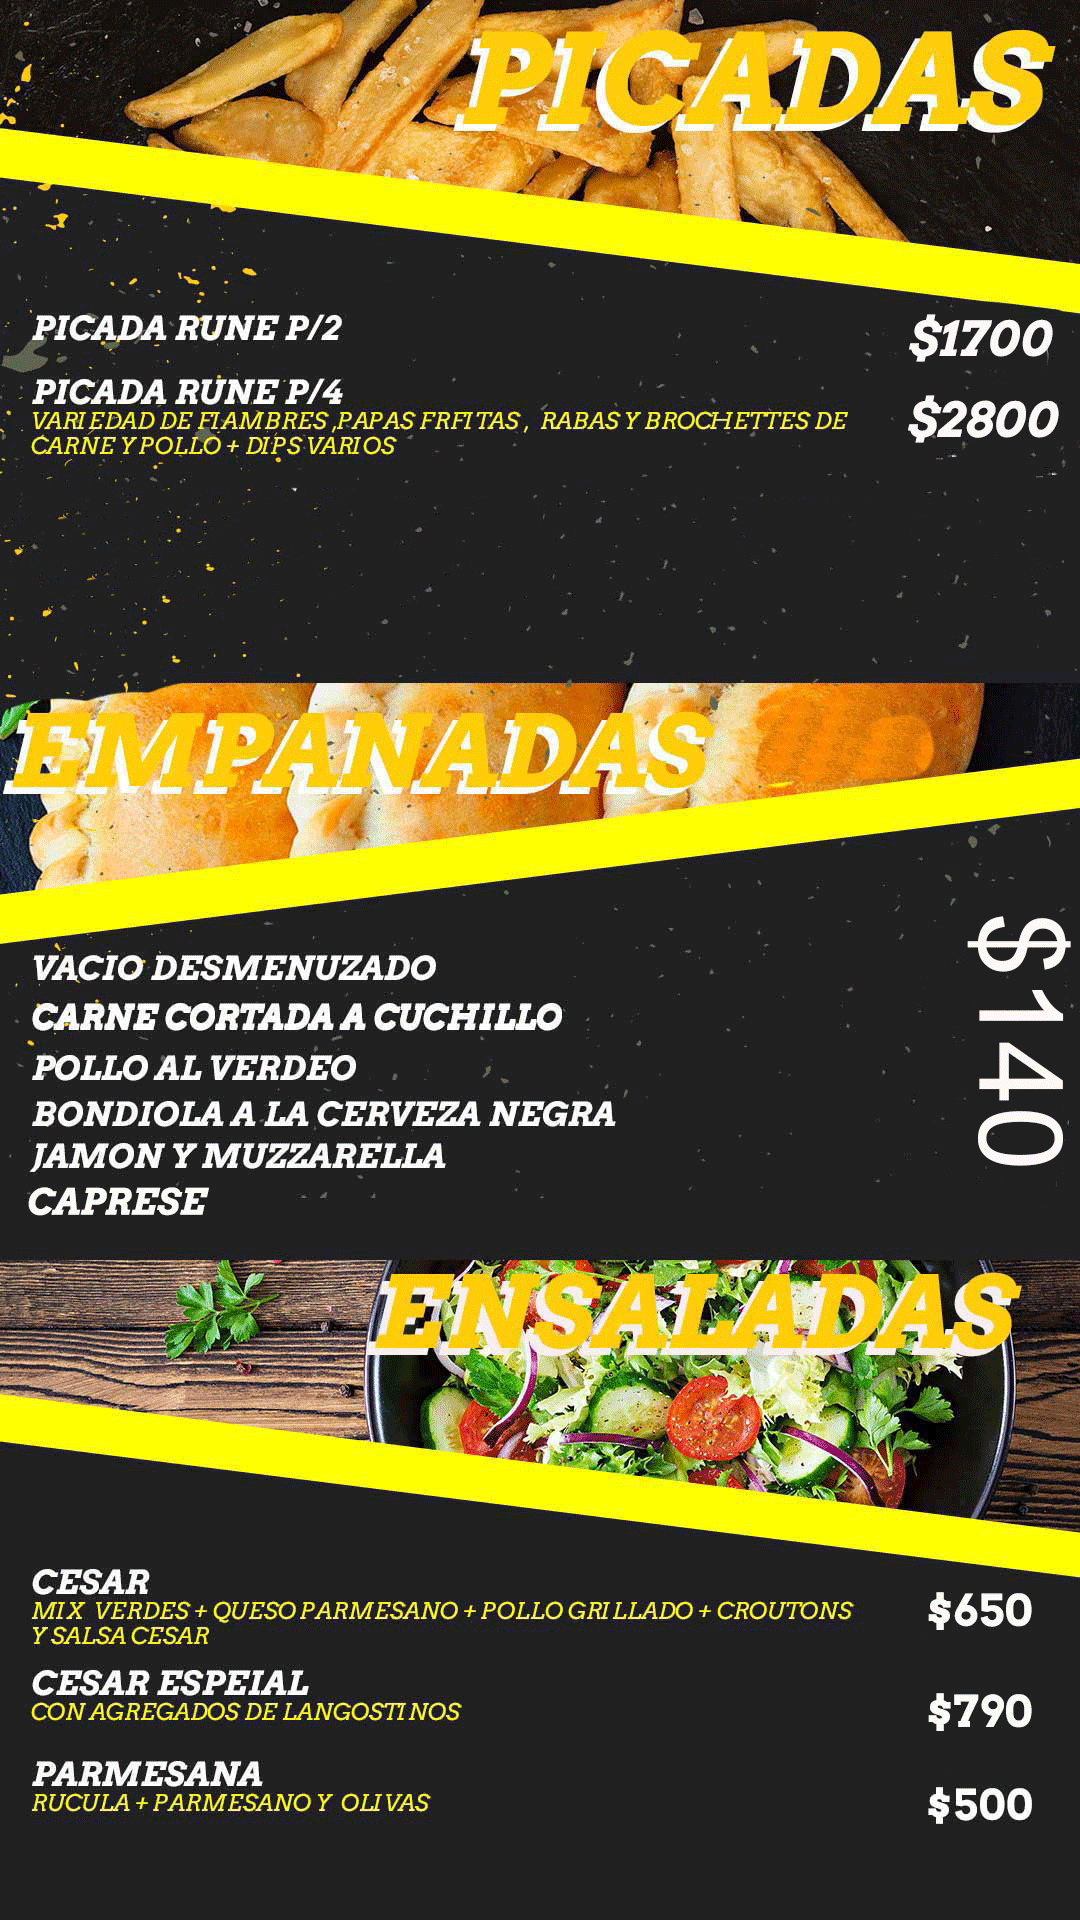 PICADAS
PICADA RUNE P/2
$1700
PICADA RUNE P/4
$2800
VARIEDAD DE FIAMBRES ,PAPAS FRFITAS , RABAS Y BROCHETTES DE
CARNE Y POLLO + DIPS VARIOS
EMPANADAS
VACIO DESMENUZADO
CARNE CORTADA A CUCHILLO
POLLO AL VERDEO
BONDIOLA A LA CERVEZA NEGRA
JAMON Y MUZZARELLA
CAPRESE
$140
ENSALADAS
CESAR
MIX VERDES + QUESO PARMESANO + POLLO GRILLADO + CROUTONS
Y SALSA CESAR
$650
CESAR ESPEIAL
CON AGREGADOS DE LANGOSTINOS
$790
PARMESANA
RUCULA + PARMESANO Y OLIVAS
$500